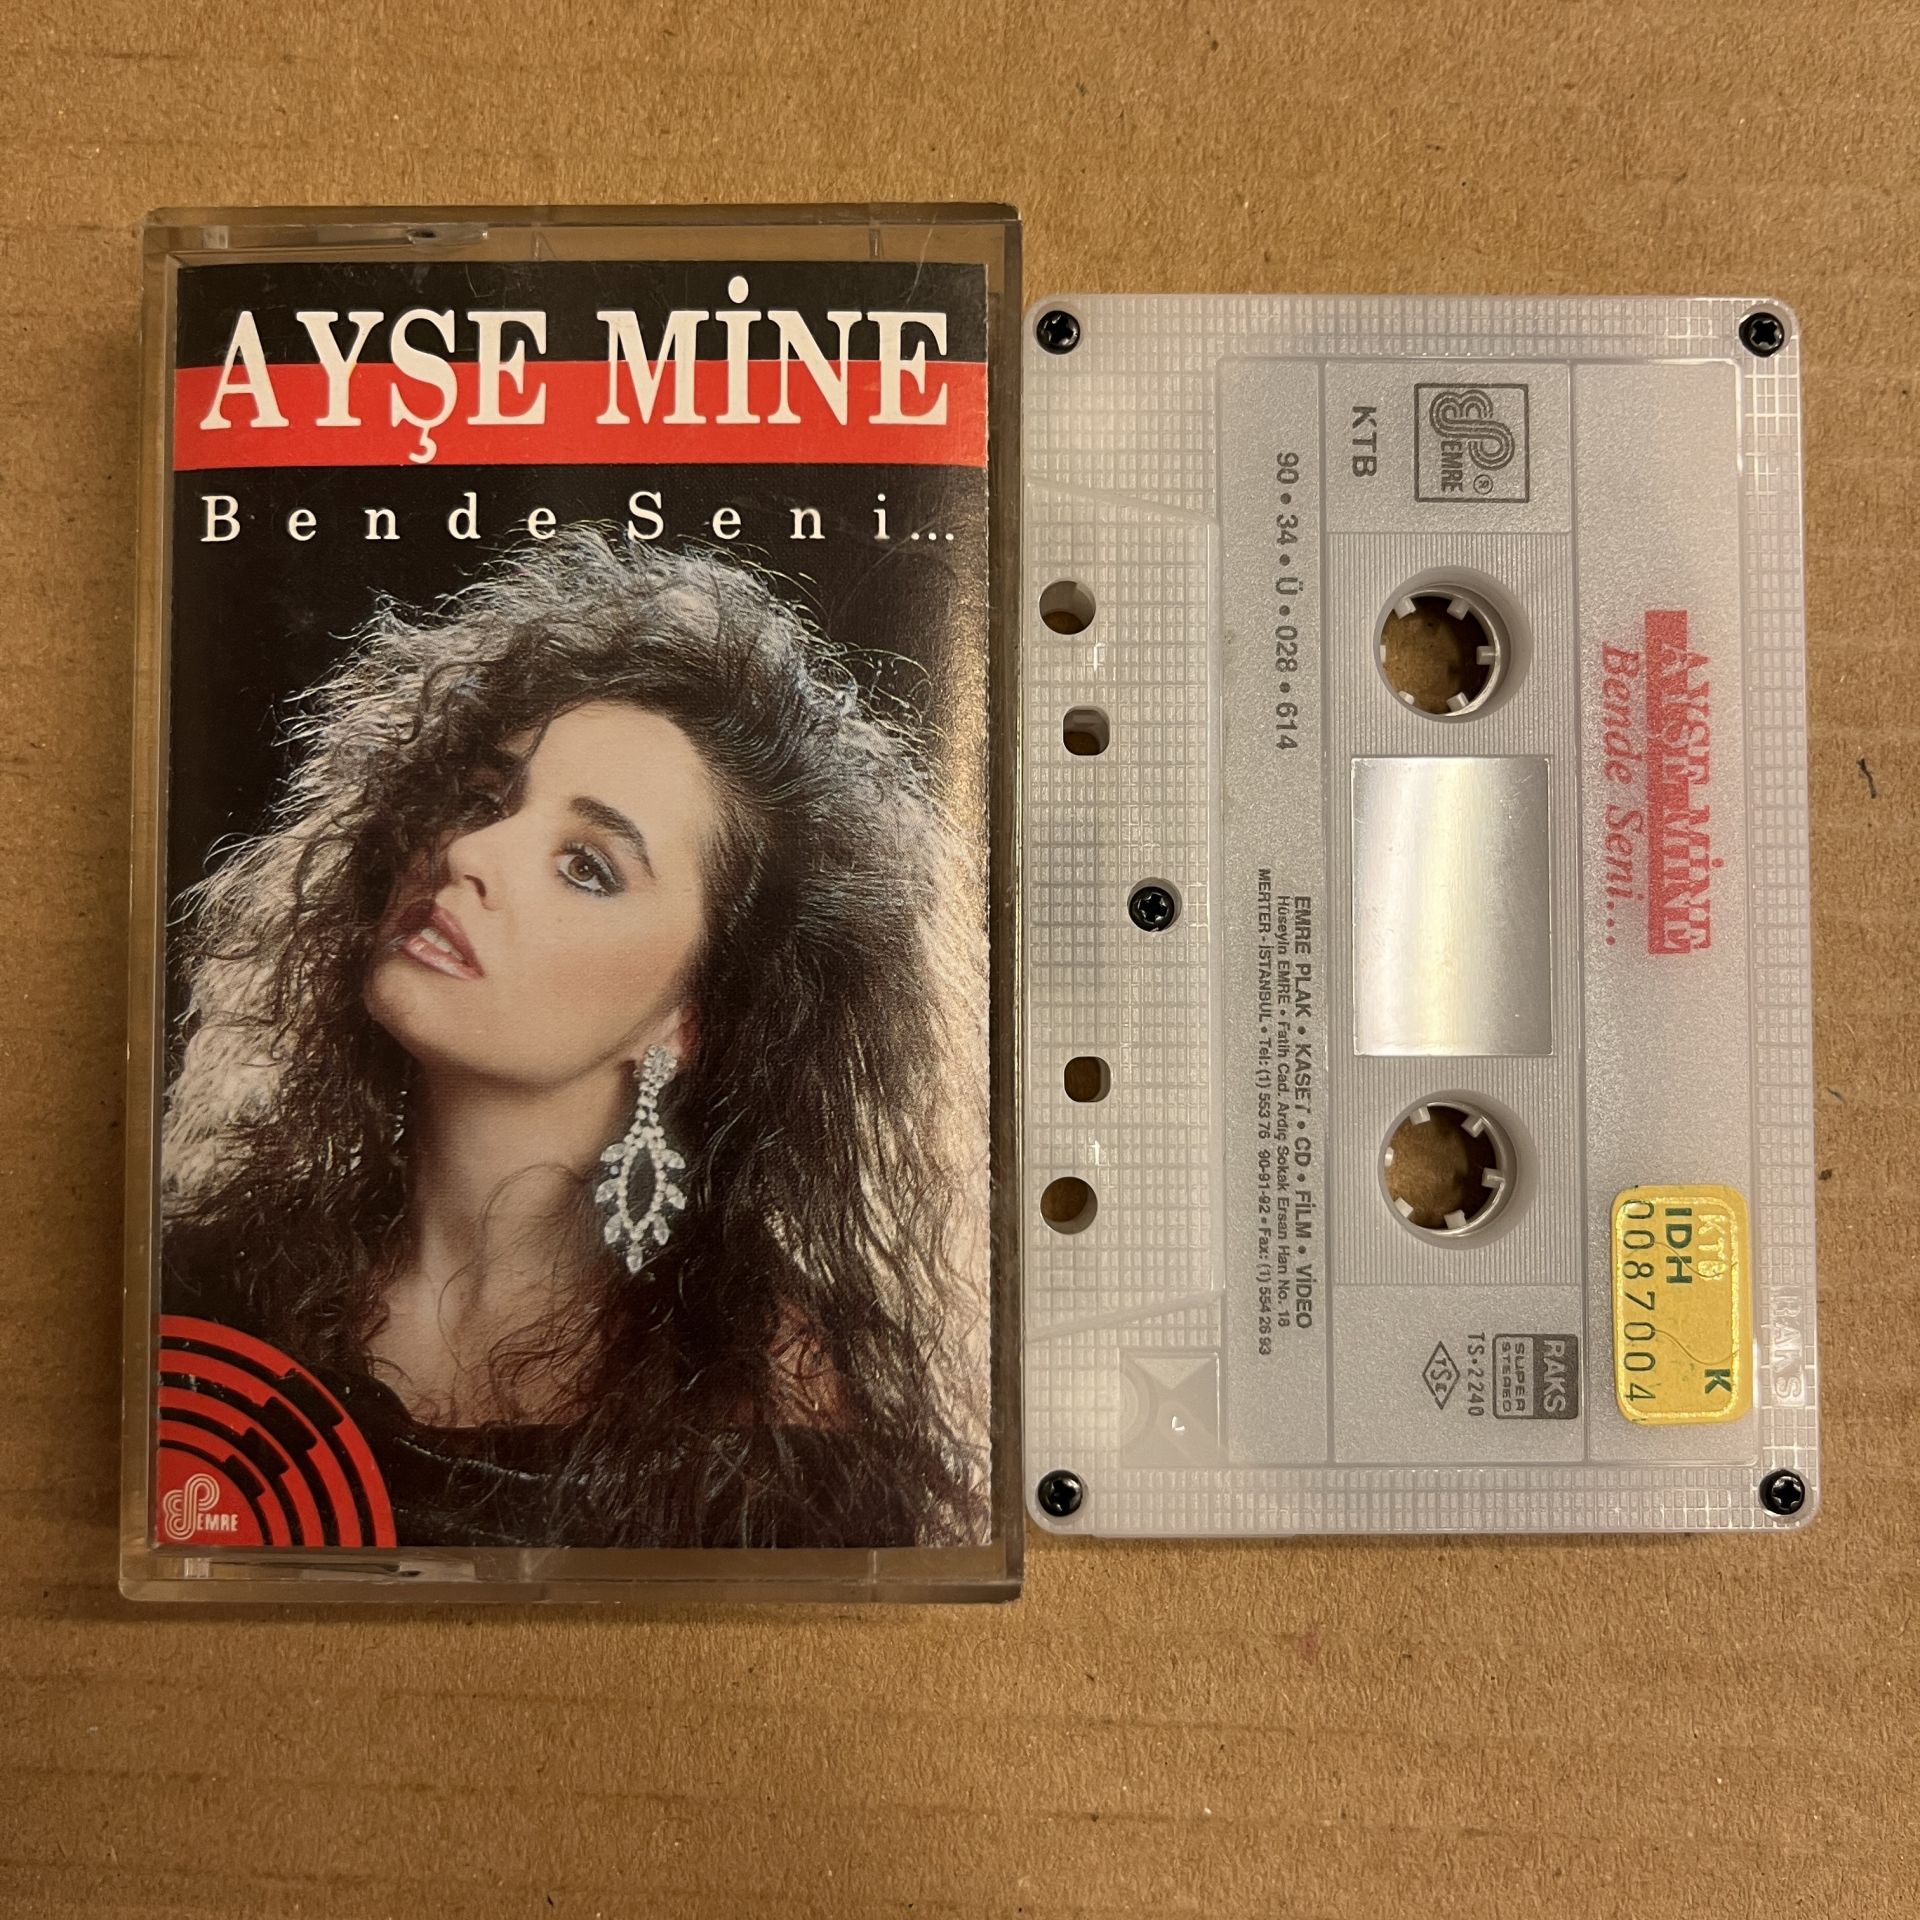 AYŞE MİNE
Bende Seni...
EMRE
AYŞE MİNE
Bende Seni...
EMRE
KTB
90 • 34 • Ü • 028 • 614
EMRE PLAK • KASET • CD • FİLM • VİDEO
Hüseyin EMRE • Fatih Cad. Ardıç Sokak Ersan Han No. 18
MERTER - İSTANBUL • Tel: (1) 553 76 90-91-92 • Fax: (1) 554 26 93
RAKS
SUPER
STEREO
TS•2240
TSE
KTB
IDH K
0087004
RAKS